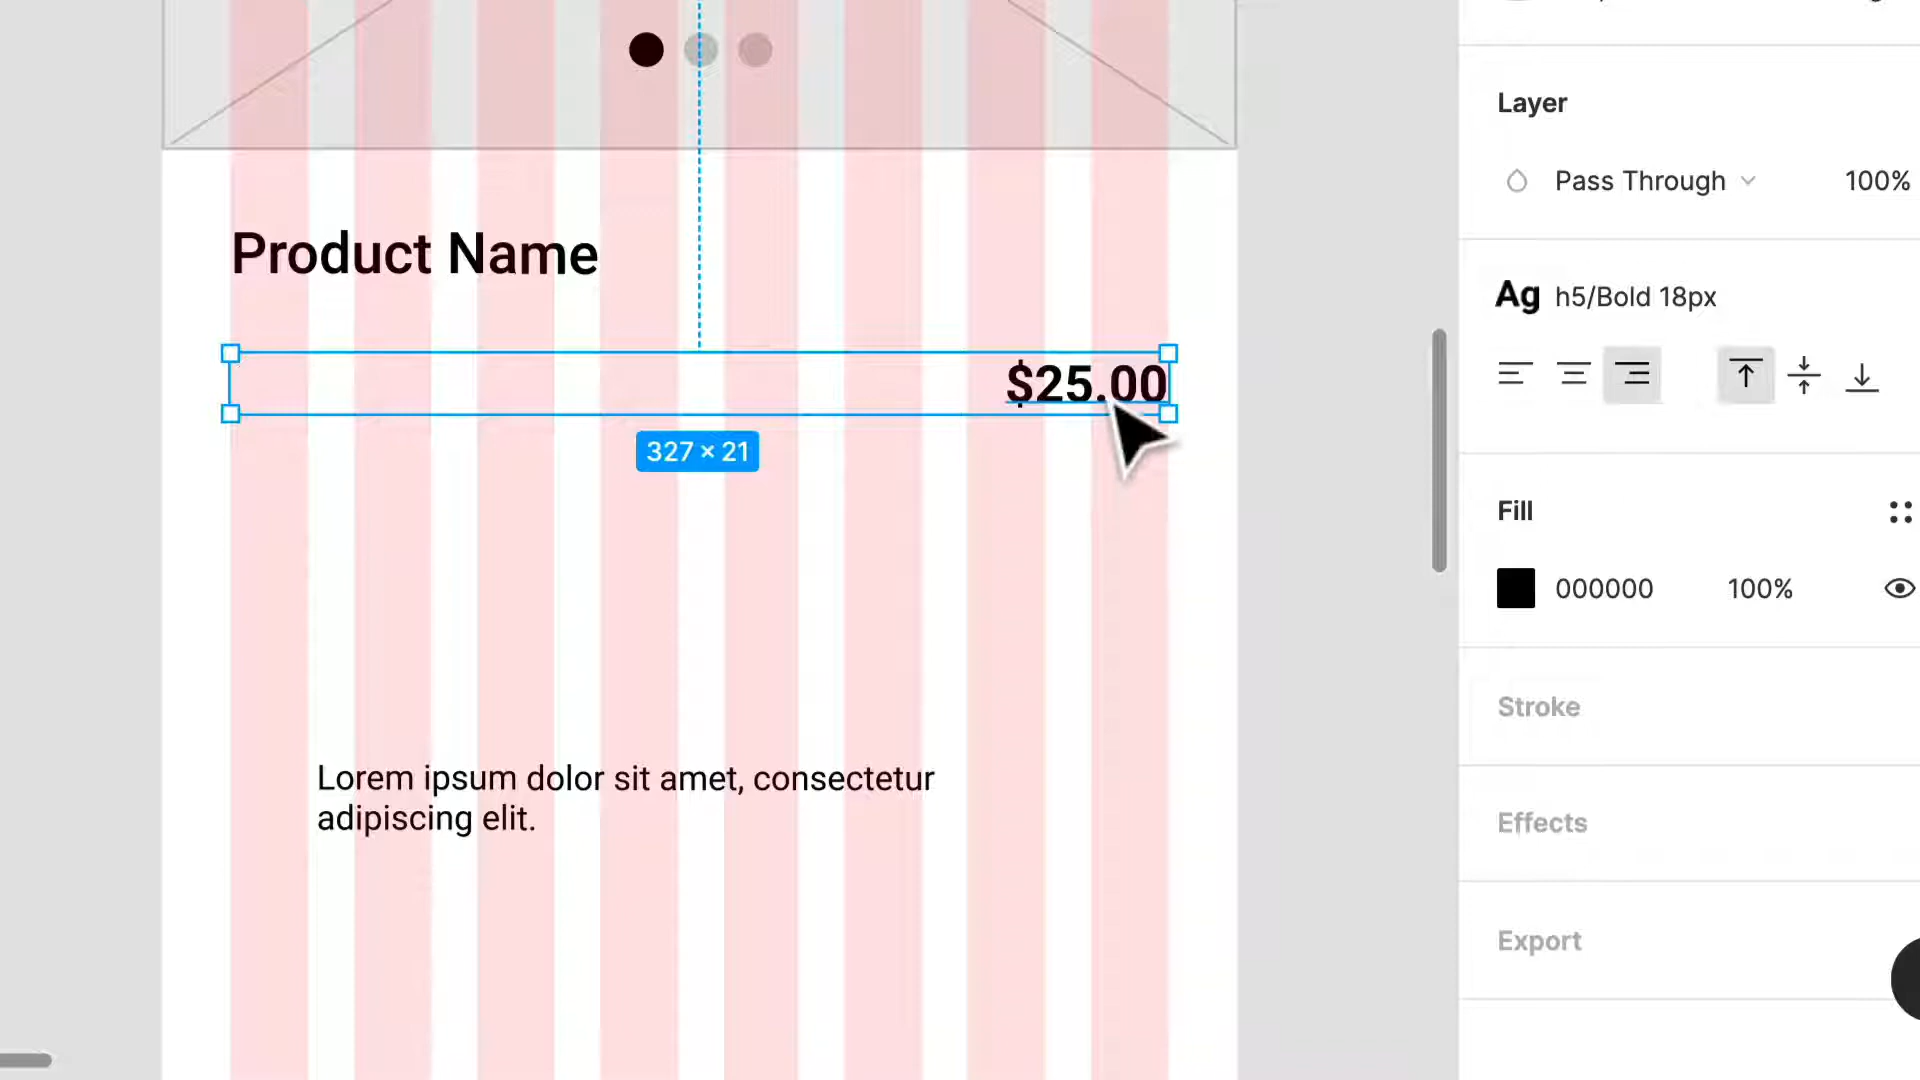 Layer
Pass Through
100%
Product Name
Ag h5/Bold 18px
$25.00
327 × 21
Fill
000000 100%
Stroke
Lorem ipsum dolor sit amet, consectetur
adipiscing elit.
Effects
Export